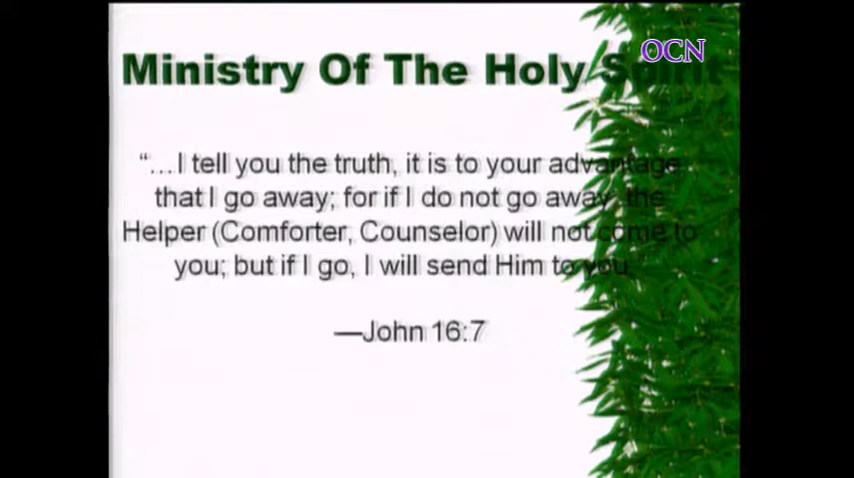 OCN
Ministry Of The Holy Spirit
“...I tell you the truth, it is to your advantage
that I go away; for if I do not go away, the
Helper (Comforter, Counselor) will not come to
you; but if I go, I will send Him to you
—John 16:7